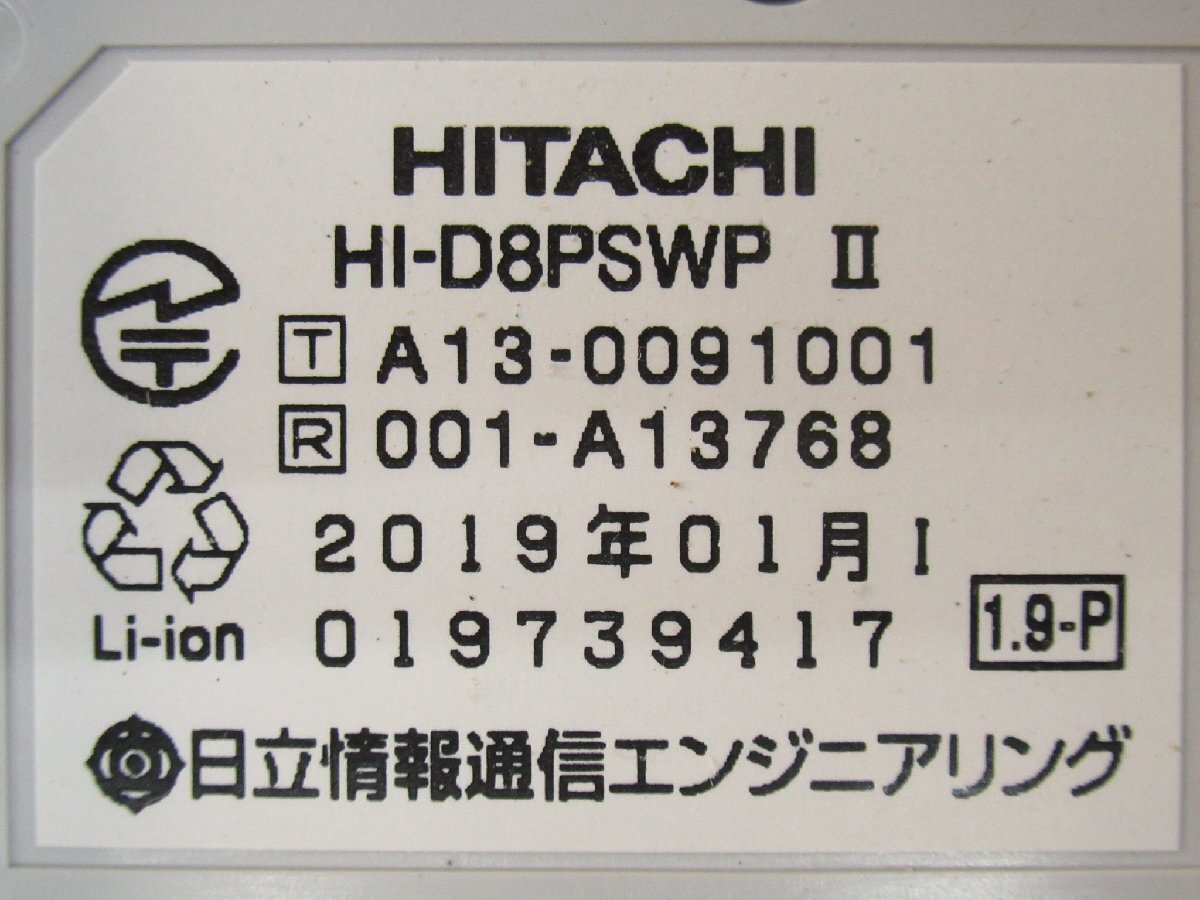 HITACHI
HI-D8PSWP Ⅱ
T A13-0091001
R 001-A13768
2019年01月 I
Li-ion
019739417
1.9-P
日立情報通信エンジニアリング